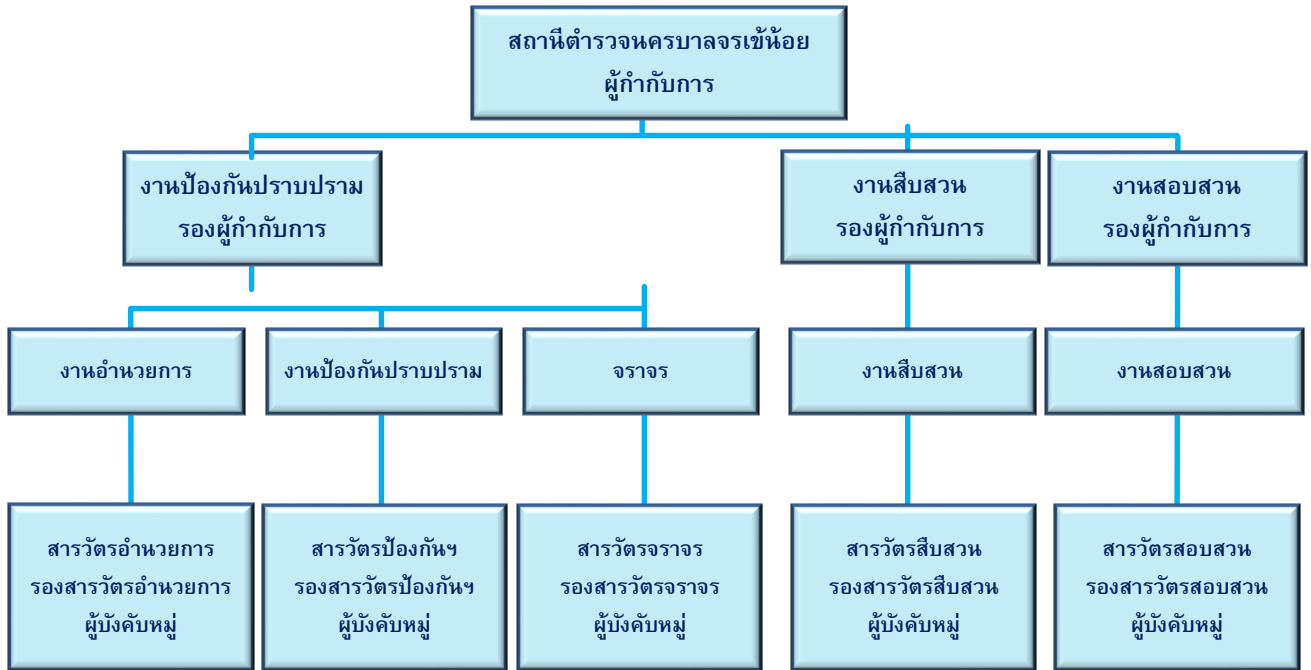 สถานีตำรวจนครบาลจรเข้น้อย
ผู้กำกับการ
งานป้องกันปราบปราม
รองผู้กำกับการ
งานสืบสวน
รองผู้กำกับการ
งานสอบสวน
รองผู้กำกับการ
งานอำนวยการ
งานป้องกันปราบปราม
จราจร
งานสืบสวน
งานสอบสวน
สารวัตรอำนวยการ
รองสารวัตรอำนวยการ
ผู้บังคับหมู่
สารวัตรป้องกันฯ
รองสารวัตรป้องกันฯ
ผู้บังคับหมู่
สารวัตรจราจร
รองสารวัตรจราจร
ผู้บังคับหมู่
สารวัตรสืบสวน
รองสารวัตรสืบสวน
ผู้บังคับหมู่
สารวัตรสอบสวน
รองสารวัตรสอบสวน
ผู้บังคับหมู่